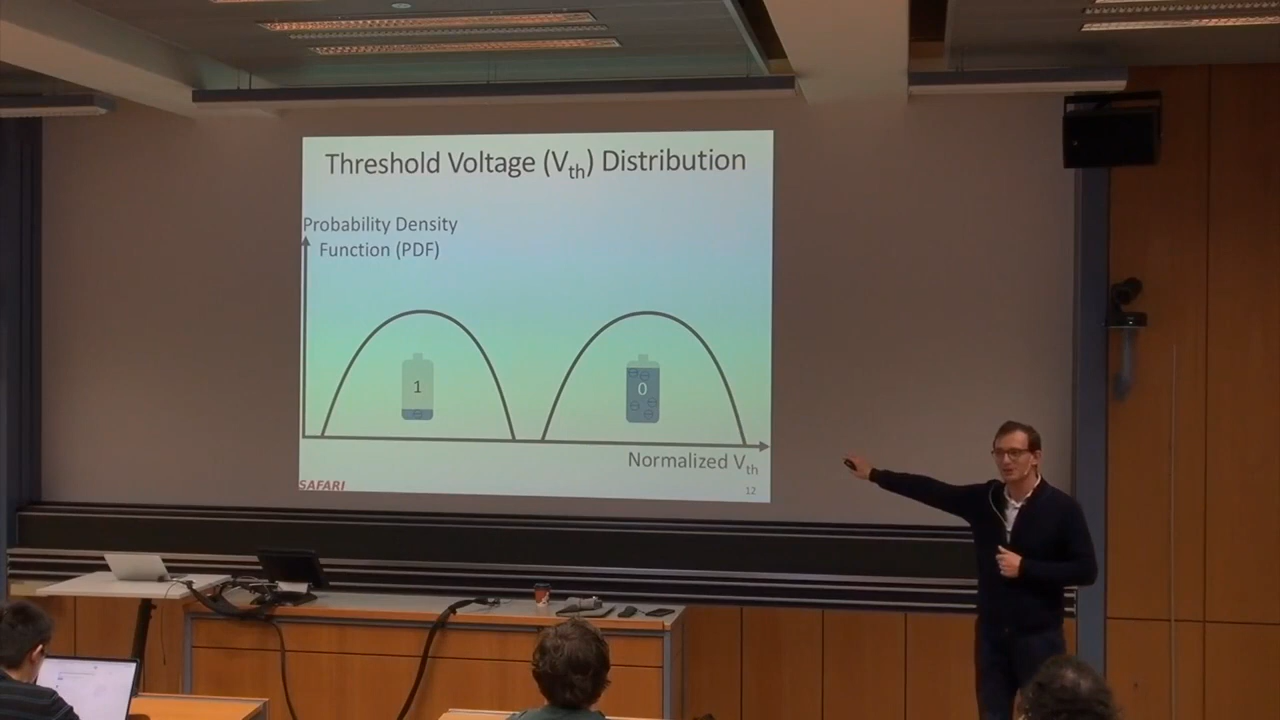 Threshold Voltage (Vth) Distribution
Probability Density
Function (PDF)
1
0
Normalized Vth
SAFARI
12